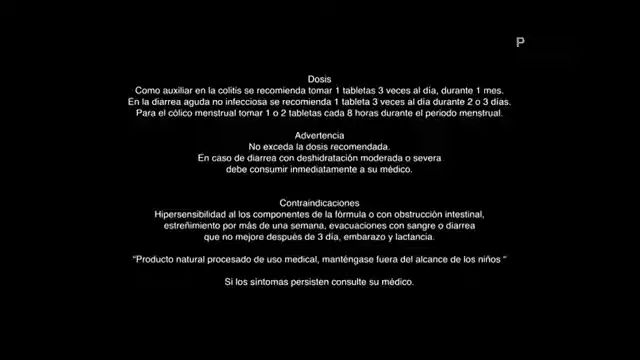 P
Dosis
Como auxiliar en la colitis se recomienda tomar 1 tabletas 3 veces al día, durante 1 mes.
En la diarrea aguda no infecciosa se recomienda 1 tableta 3 veces al día durante 2 o 3 días.
Para el cólico menstrual tomar 1 o 2 tabletas cada 8 horas durante el periodo menstrual.
Advertencia
No exceda la dosis recomendada.
En caso de diarrea con deshidratación moderada o severa
debe consumir inmediatamente a su médico.
Contraindicaciones
Hipersensibilidad al los componentes de la fórmula o con obstrucción intestinal,
estreñimiento por más de una semana, evacuaciones con sangre o diarrea
que no mejore después de 3 día, embarazo y lactancia.
"Producto natural procesado de uso medical, manténgase fuera del alcance de los niños "
Si los síntomas persisten consulte su médico.